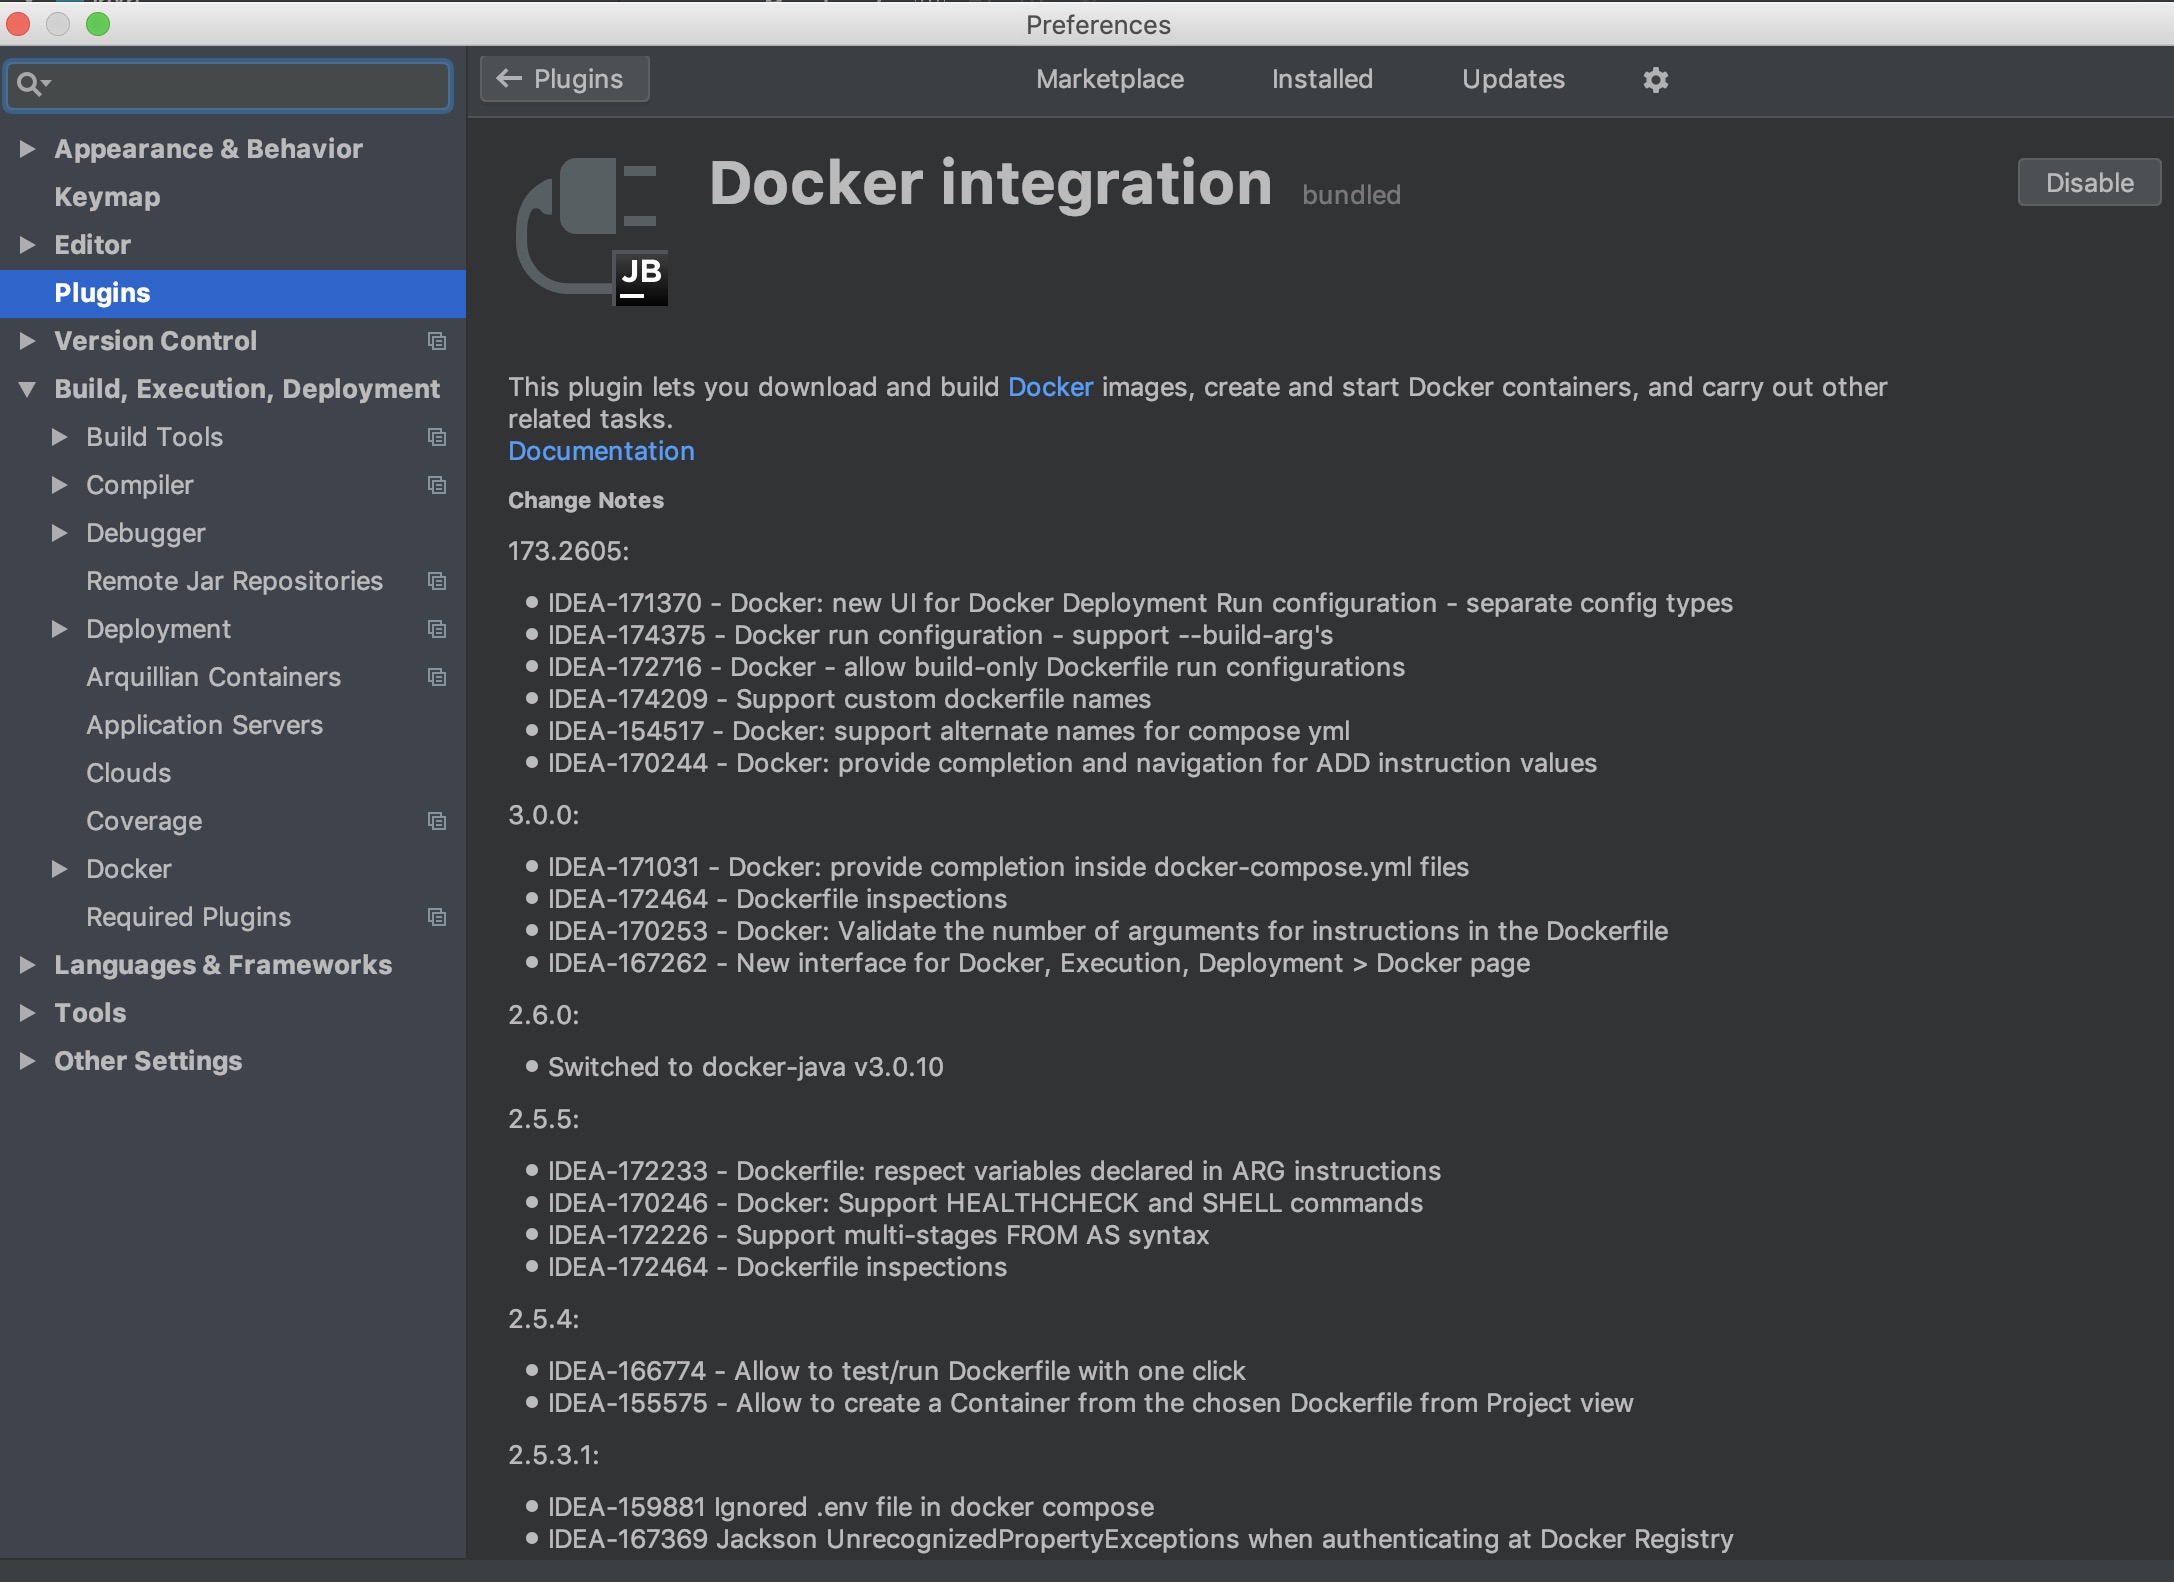 Preferences
Plugins
Marketplace
Installed
Updates
Appearance & Behavior
Keymap
Editor
Plugins
Version Control
Build, Execution, Deployment
Build Tools
Compiler
Debugger
Remote Jar Repositories
Deployment
Arquillian Containers
Application Servers
Clouds
Coverage
Docker
Required Plugins
Languages & Frameworks
Tools
Other Settings
JB
Docker integration bundled
Disable
This plugin lets you download and build Docker images, create and start Docker containers, and carry out other
related tasks.
Documentation
Change Notes
173.2605:
• IDEA-171370 - Docker: new UI for Docker Deployment Run configuration - separate config types
• IDEA-174375 - Docker run configuration - support --build-arg's
• IDEA-172716 - Docker - allow build-only Dockerfile run configurations
• IDEA-174209 - Support custom dockerfile names
• IDEA-154517 - Docker: support alternate names for compose yml
• IDEA-170244 - Docker: provide completion and navigation for ADD instruction values
3.0.0:
• IDEA-171031 - Docker: provide completion inside docker-compose.yml files
• IDEA-172464 - Dockerfile inspections
• IDEA-170253 - Docker: Validate the number of arguments for instructions in the Dockerfile
• IDEA-167262 - New interface for Docker, Execution, Deployment > Docker page
2.6.0:
• Switched to docker-java v3.0.10
2.5.5:
• IDEA-172233 - Dockerfile: respect variables declared in ARG instructions
• IDEA-170246 - Docker: Support HEALTHCHECK and SHELL commands
• IDEA-172226 - Support multi-stages FROM AS syntax
• IDEA-172464 - Dockerfile inspections
2.5.4:
• IDEA-166774 - Allow to test/run Dockerfile with one click
• IDEA-155575 - Allow to create a Container from the chosen Dockerfile from Project view
2.5.3.1:
• IDEA-159881 Ignored .env file in docker compose
• IDEA-167369 Jackson UnrecognizedPropertyExceptions when authenticating at Docker Registry